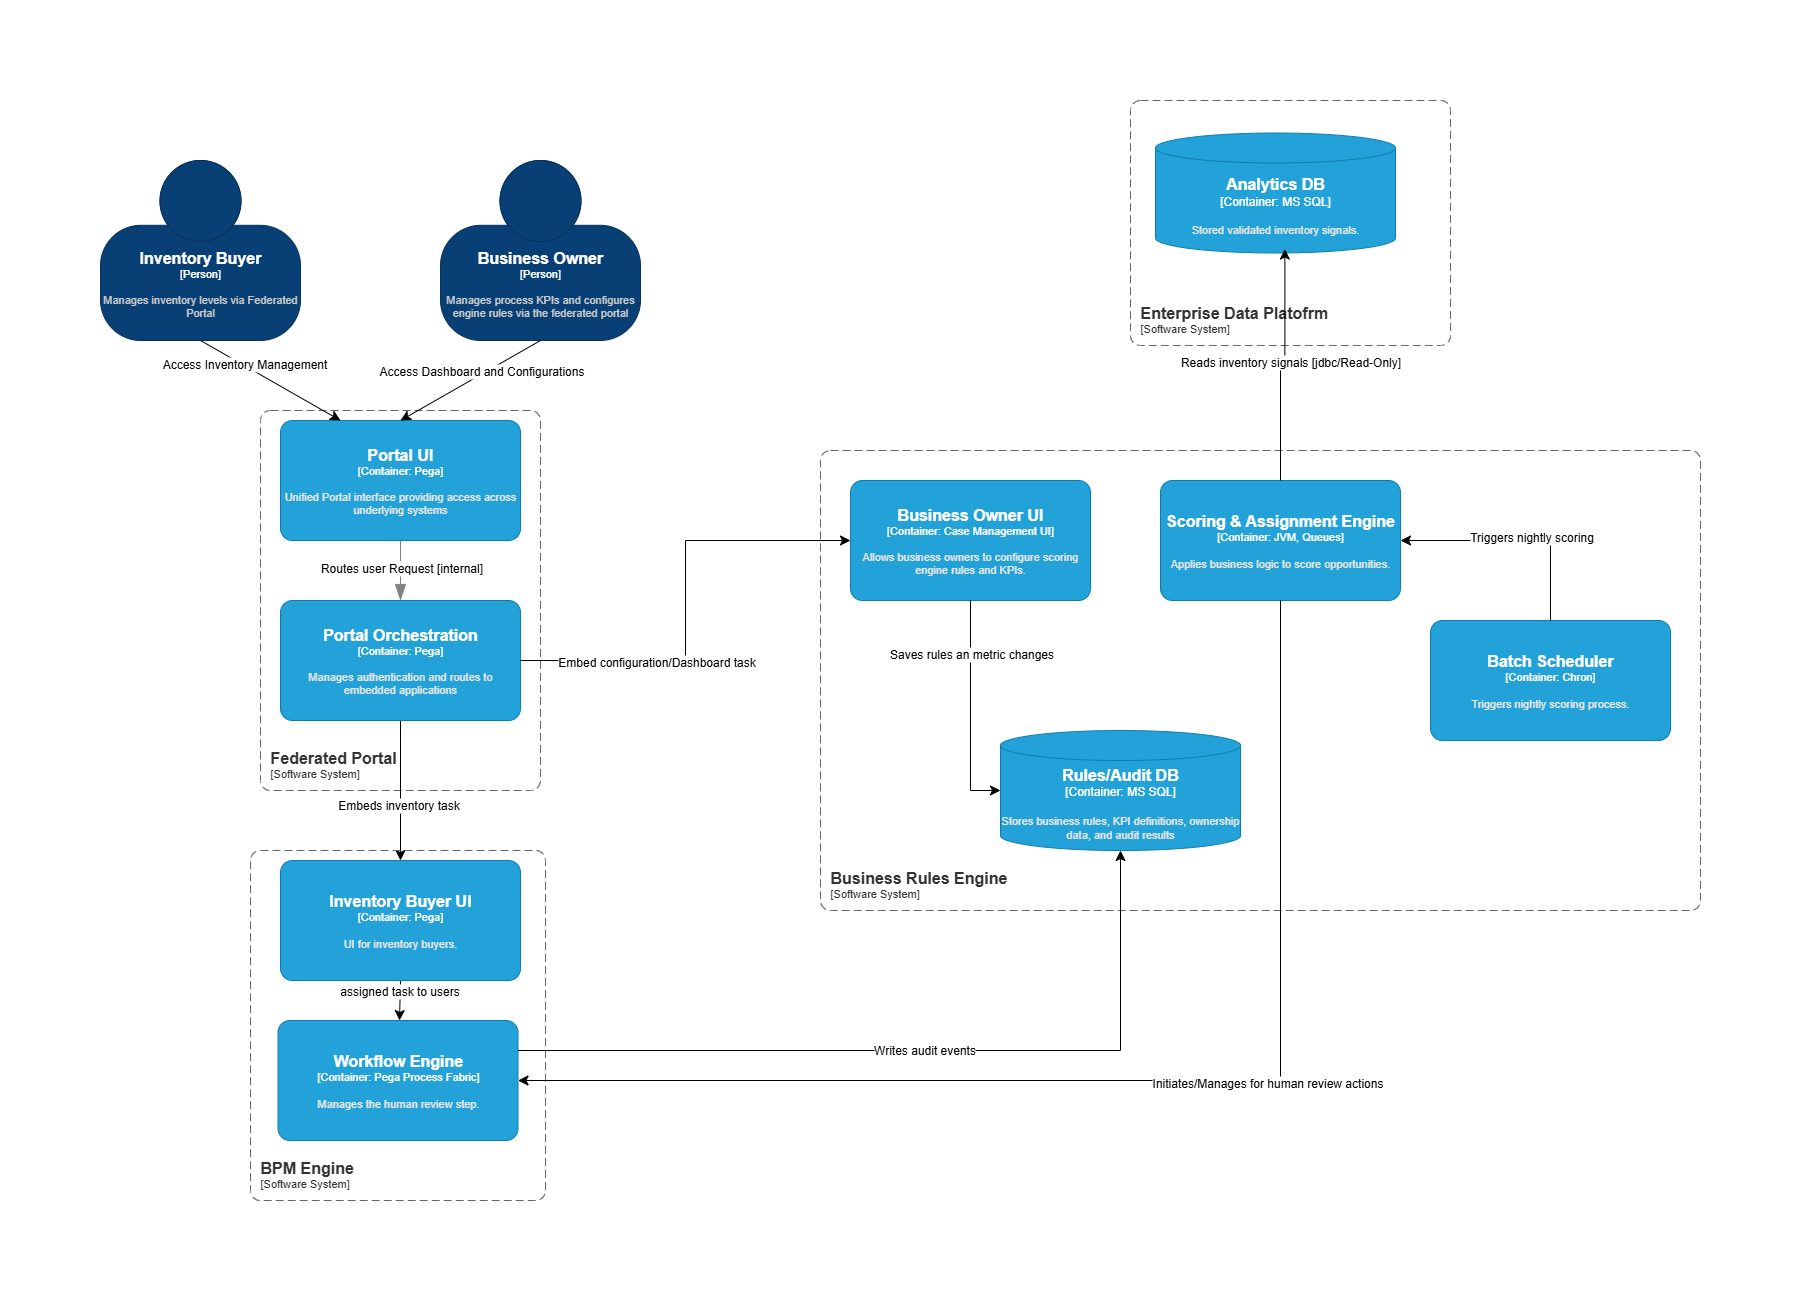 Analytics DB
[Container: MS SQL]
Stored validated inventory signals.
Enterprise Data Platofrm
[Software System]
Inventory Buyer
[Person]
Manages inventory levels via Federated
Portal
Business Owner
[Person]
Manages process KPIs and configures
engine rules via the federated portal
Access Inventory Management
Access Dashboard and Configurations
Reads inventory signals [jdbc/Read-Only]
Portal UI
[Container: Pega]
Unified Portal interface providing access across
underlying systems
Routes user Request [internal]
Portal Orchestration
[Container: Pega]
Manages authentication and routes to
embedded applications
Federated Portal
[Software System]
Embed configuration/Dashboard task
Embeds inventory task
Business Owner UI
[Container: Case Management UI]
Allows business owners to configure scoring
engine rules and KPIs.
Scoring & Assignment Engine
[Container: JVM, Queues]
Applies business logic to score opportunities.
Triggers nightly scoring
Saves rules an metric changes
Batch Scheduler
[Container: Chron]
Triggers nightly scoring process.
Rules/Audit DB
[Container: MS SQL]
Stores business rules, KPI definitions, ownership
data, and audit results
Business Rules Engine
[Software System]
Inventory Buyer UI
[Container: Pega]
UI for inventory buyers.
assigned task to users
Workflow Engine
[Container: Pega Process Fabric]
Manages the human review step.
Writes audit events
Initiates/Manages for human review actions
BPM Engine
[Software System]